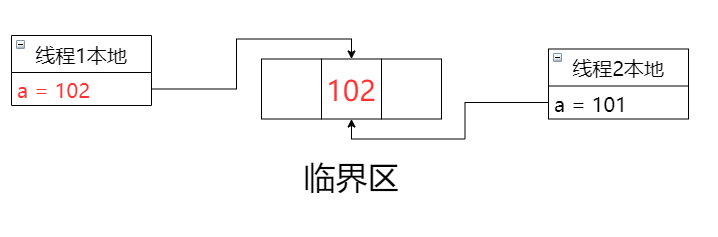 线程1本地
a = 102
102
线程2本地
a = 101
临界区